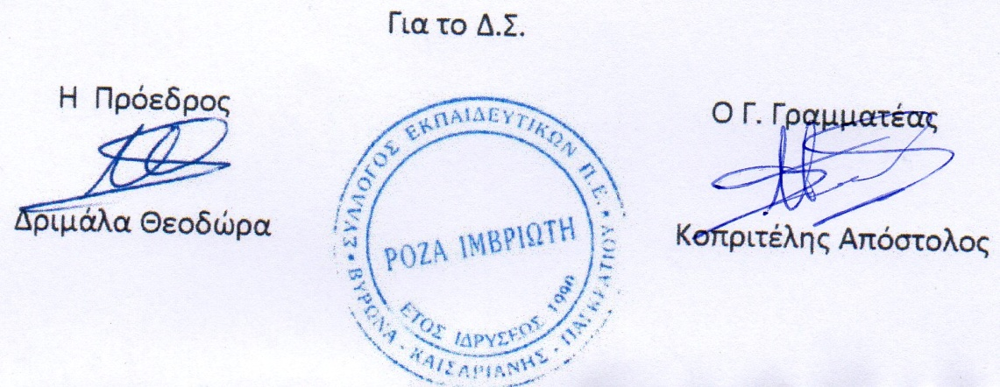 Για το Δ.Σ.
Η Πρόεδρος
Δριμάλα Θεοδώρα
ΣΥΛΛΟΓΟΣ ΕΚΠΑΙΔΕΥΤΙΚΩΝ Π.Ε.
ΒΥΡΩΝΑ - ΚΑΙΣΑΡΙΑΝΗΣ - ΠΑΓΚΡΑΤΙΟΥ
ΡΟΖΑ ΙΜΒΡΙΩΤΗ
ΕΤΟΣ ΙΔΡΥΣΕΩΣ 1990
Ο Γ. Γραμματέας
Κοπριτέλης Απόστολος